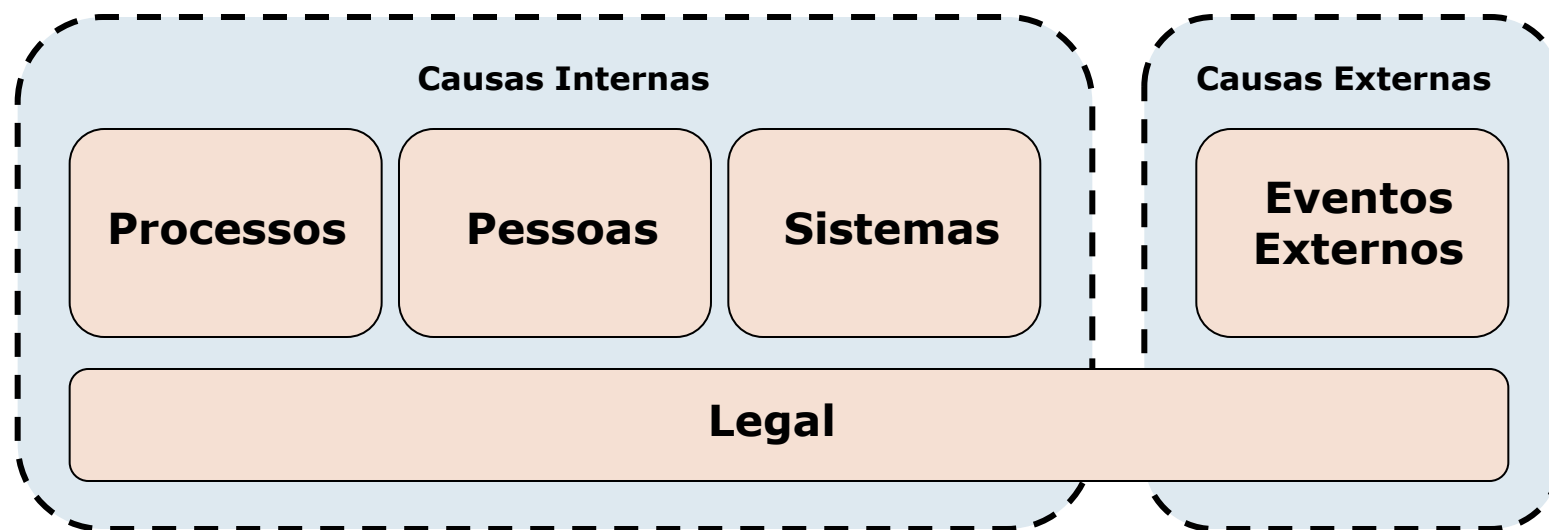 Causas Internas
Causas Externas
Processos
Pessoas
Sistemas
Eventos
Externos
Legal